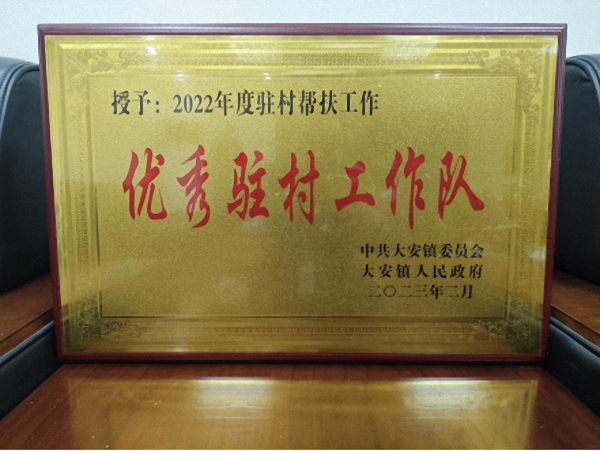 授予：2022年度驻村帮扶工作
优秀驻村工作队
中共大安镇委员会
大安镇人民政府
二〇二三年二月